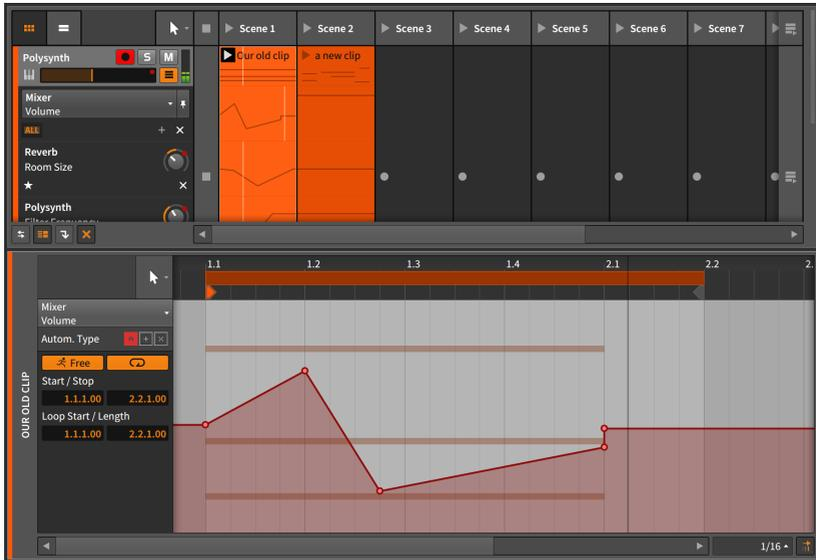 Scene 1
Scene 2
Scene 3
Scene 4
Scene 5
Scene 6
Scene 7
Polysynth
S
M
Our old clip
a new clip
Mixer
Volume
ALL
Reverb
Room Size
Polysynth
Filter Frequency
1.1
1.2
1.3
1.4
2.1
2.2
2.
Mixer
Volume
Autom. Type
Free
Start / Stop
1.1.1.00
2.2.1.00
Loop Start / Length
1.1.1.00
2.2.1.00
OUR OLD CLIP
1/16